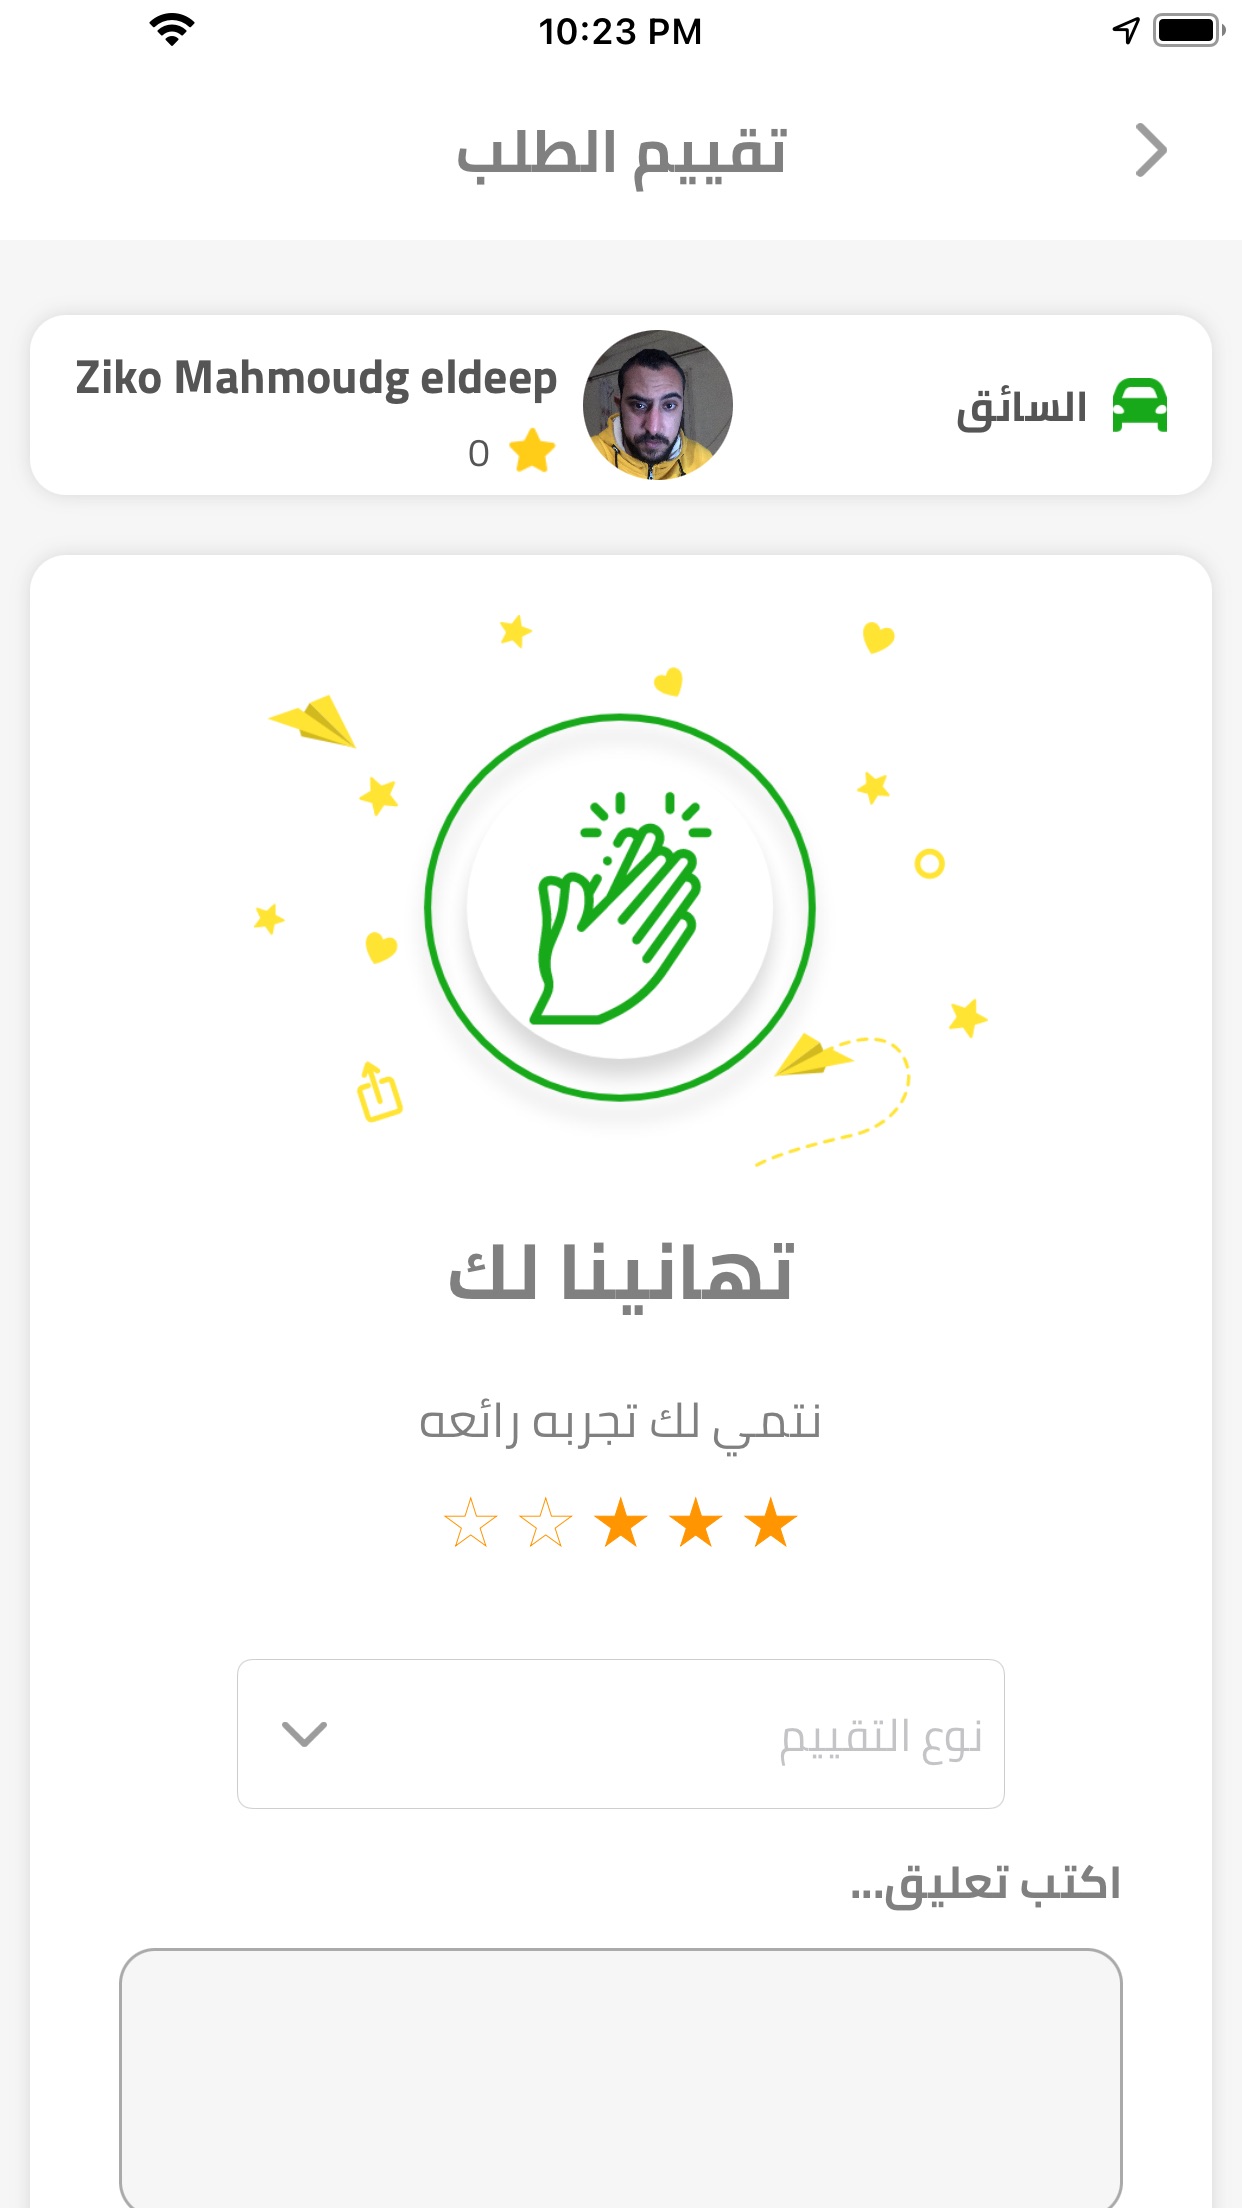 10:23 PM
تقييم الطلب
السائق
Ziko Mahmoudg eldeep
0
تهانينا لك
نتمي لك تجربه رائعه
نوع التقييم
اكتب تعليق...